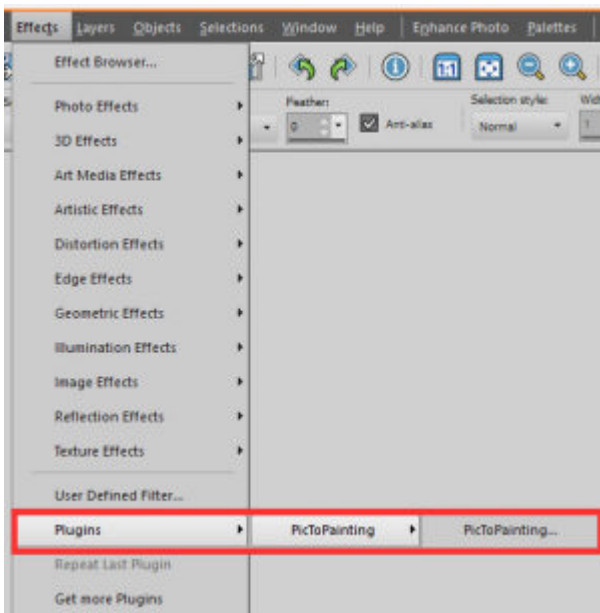 Effects Layers Objects Selections Window Help Enhance Photo Palettes
Effect Browser...
Feather:
Selection style:
0
Anti-alias
Normal
1
Photo Effects
3D Effects
Art Media Effects
Artistic Effects
Distortion Effects
Edge Effects
Geometric Effects
Illumination Effects
Image Effects
Reflection Effects
Texture Effects
User Defined Filter...
Plugins PicToPainting PicToPainting...
Repeat Last Plugin
Get more Plugins